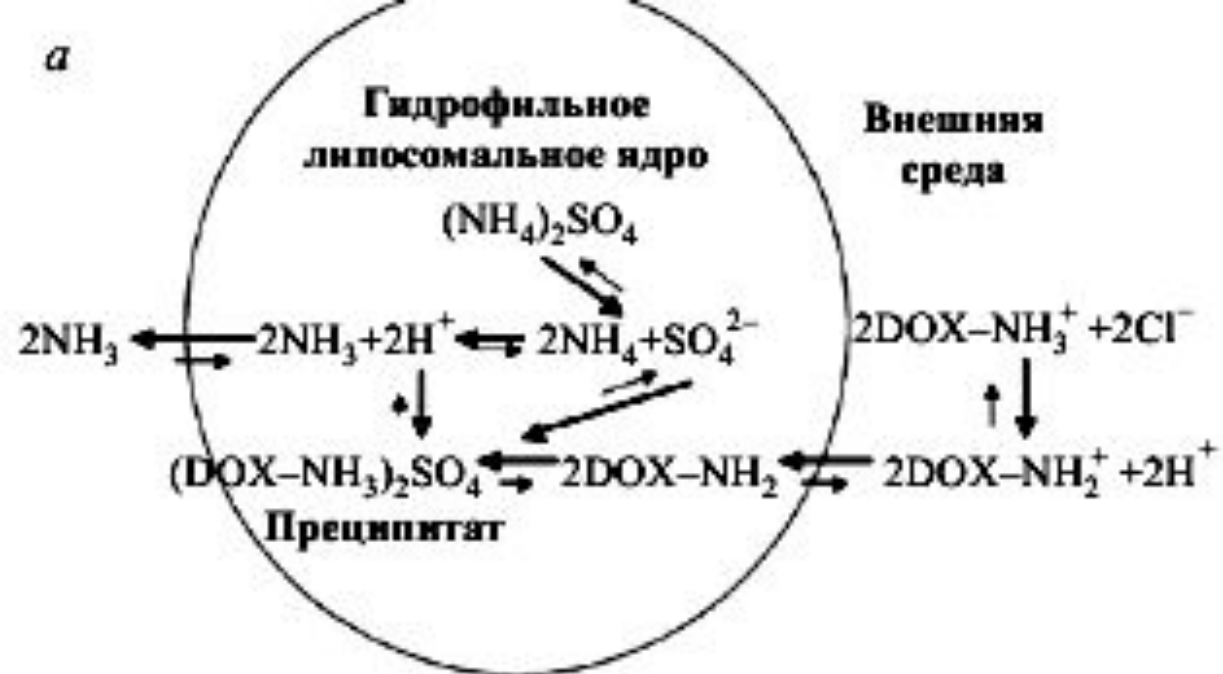 а
Гидрофильное
липосомальное ядро
Внешняя
среда
(NH₄)₂SO₄
2NH₃ 2NH₃+2H⁺ 2NH₄+SO₄²⁻ 2DOX–NH₃⁺ +2Cl⁻
(DOX–NH₃)₂SO₄ 2DOX–NH₂ 2DOX–NH₂⁺ +2H⁺
Преципитат